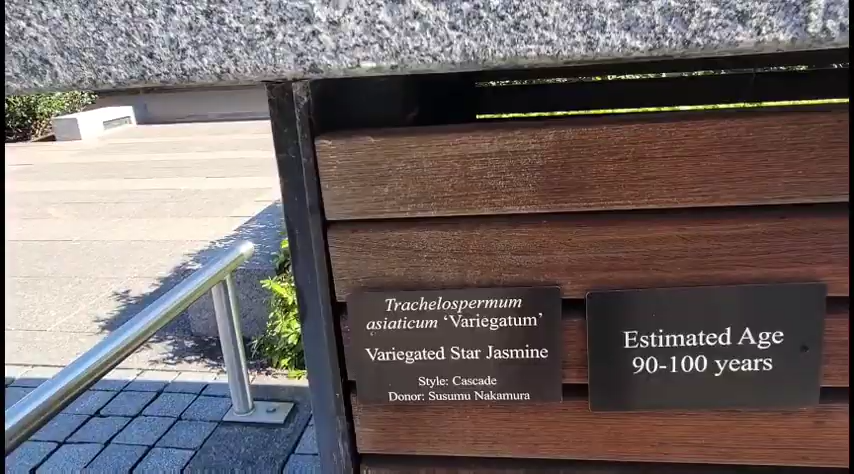 Trachelospermum
asiaticum ‘Variegatum’
Variegated Star Jasmine
Style: Cascade
Donor: Susumu Nakamura
Estimated Age
90-100 years